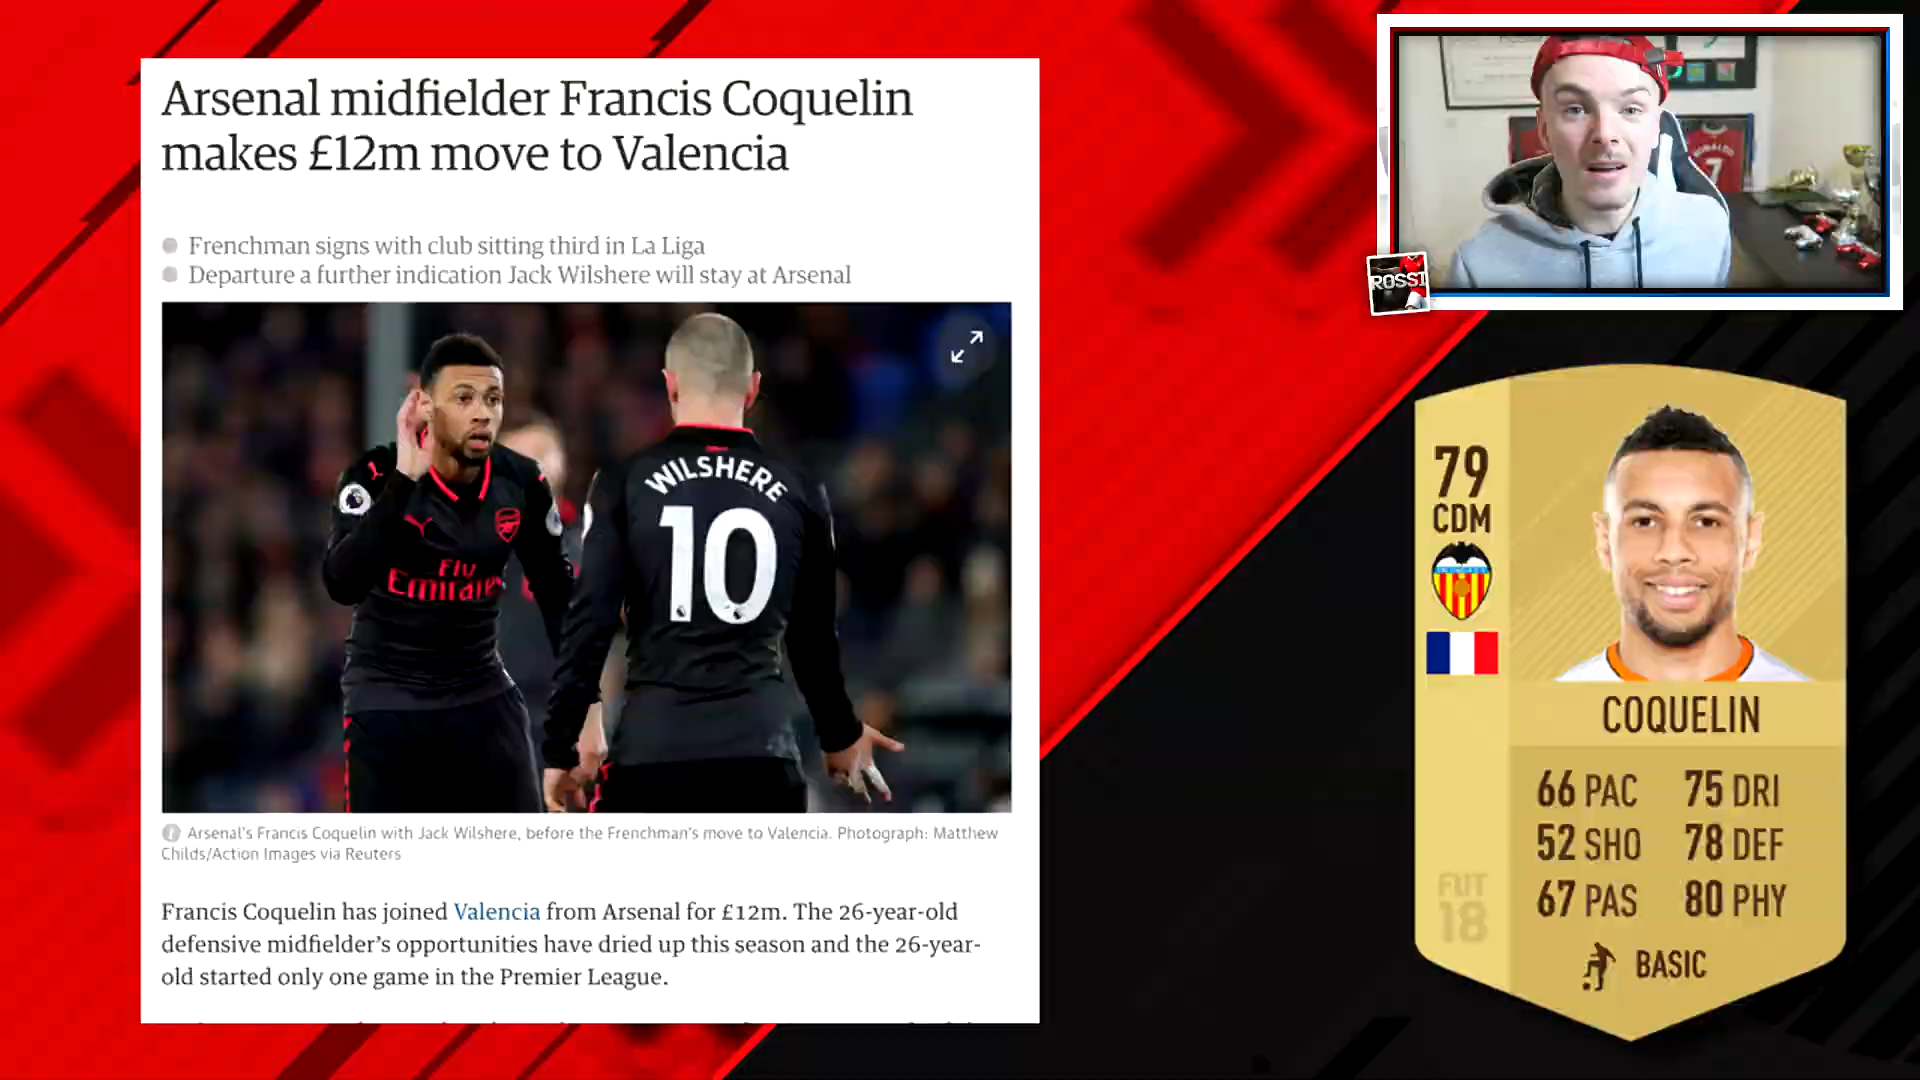 Arsenal midfielder Francis Coquelin
makes £12m move to Valencia
Frenchman signs with club sitting third in La Liga
Departure a further indication Jack Wilshere will stay at Arsenal
Fly
Emirates
WILSHERE
10
Arsenal's Francis Coquelin with Jack Wilshere, before the Frenchman's move to Valencia. Photograph: Matthew
Childs/Action Images via Reuters
Francis Coquelin has joined Valencia from Arsenal for £12m. The 26-year-old
defensive midfielder's opportunities have dried up this season and the 26-year-
old started only one game in the Premier League.
RONALDO
7
ROSSI
79
CDM
COQUELIN
66 PAC 75 DRI
52 SHO 78 DEF
67 PAS 80 PHY
FUT
18
BASIC